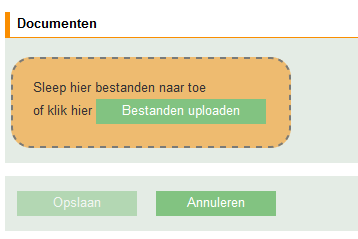 Documenten
Sleep hier bestanden naar toe
of klik hier Bestanden uploaden
Opslaan Annuleren